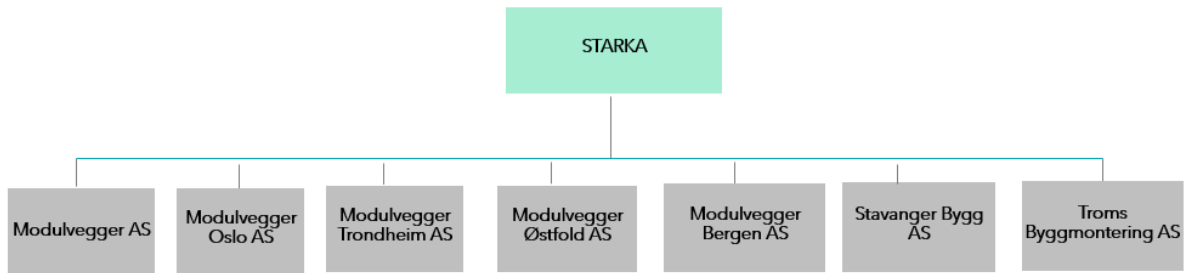 STARKA
Modulvegger AS
Modulvegger
Oslo AS
Modulvegger
Trondheim AS
Modulvegger
Østfold AS
Modulvegger
Bergen AS
Stavanger Bygg
AS
Troms
Byggmontering AS